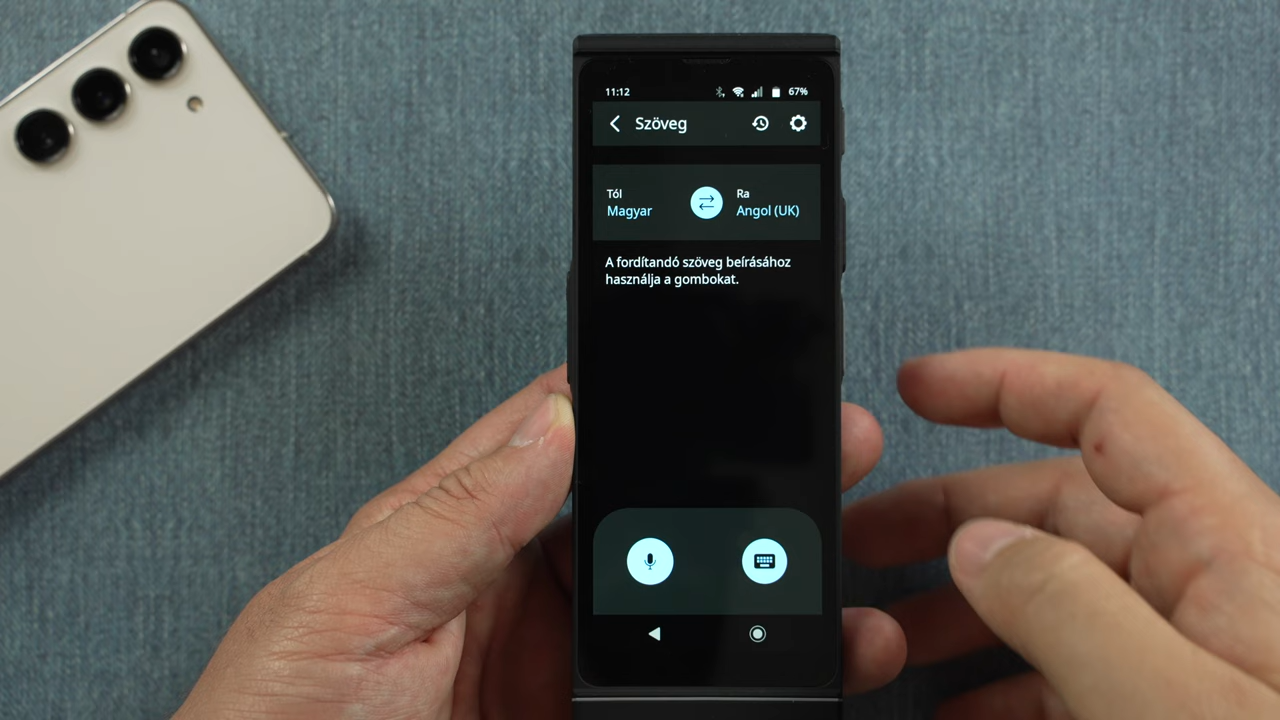 11:12 67%
Szöveg
Tól Ra
Magyar Angol (UK)
A fordítandó szöveg beírásához
használja a gombokat.